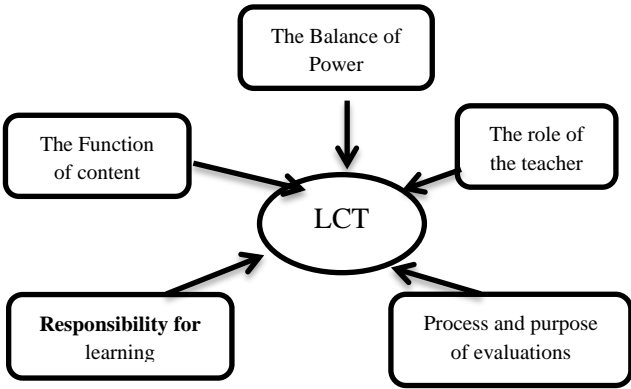 The Balance of
Power
The Function
of content
The role of
the teacher
LCT
Responsibility for
learning
Process and purpose
of evaluations